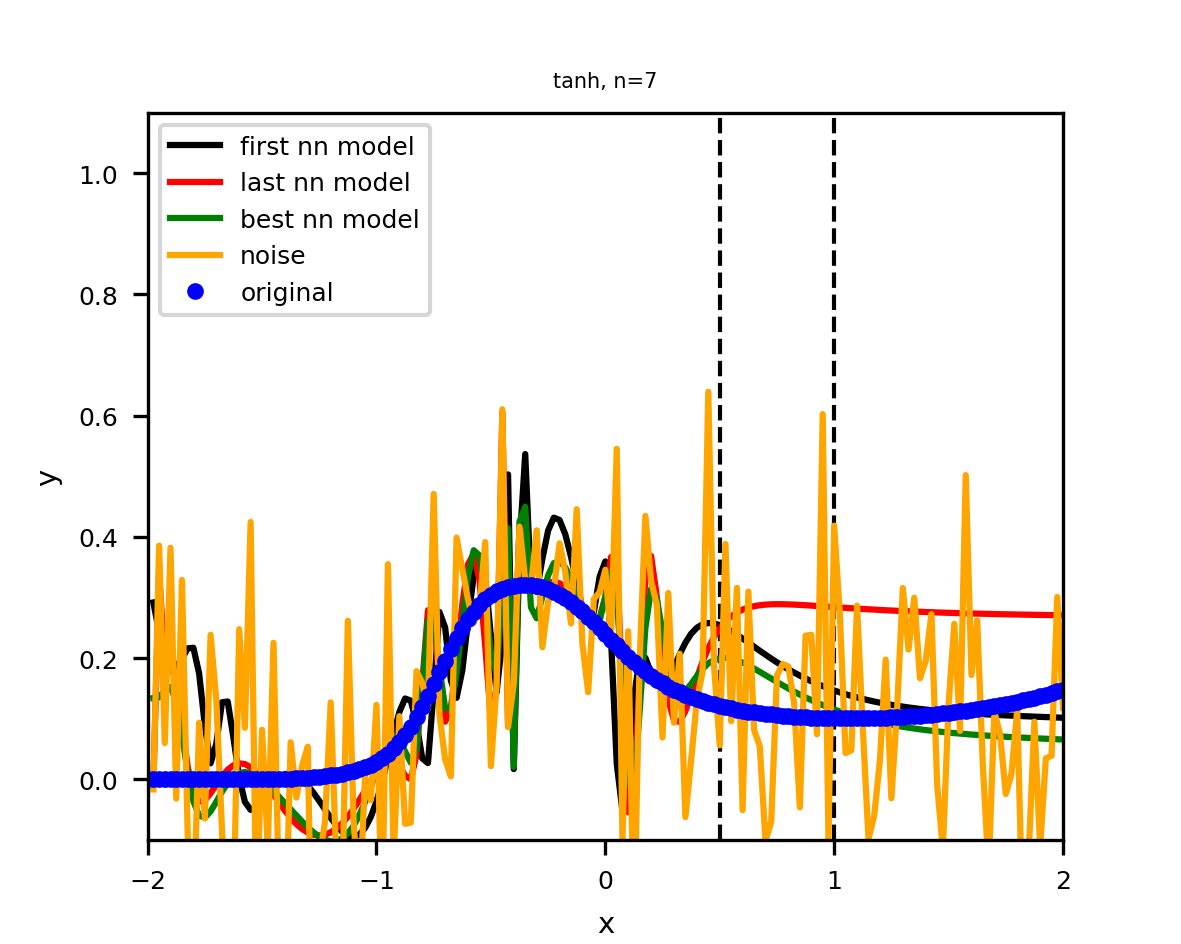 tanh, n=7
first nn model
last nn model
best nn model
noise
original
1.0
0.8
0.6
0.4
0.2
0.0
y
−2
−1
0
1
2
x